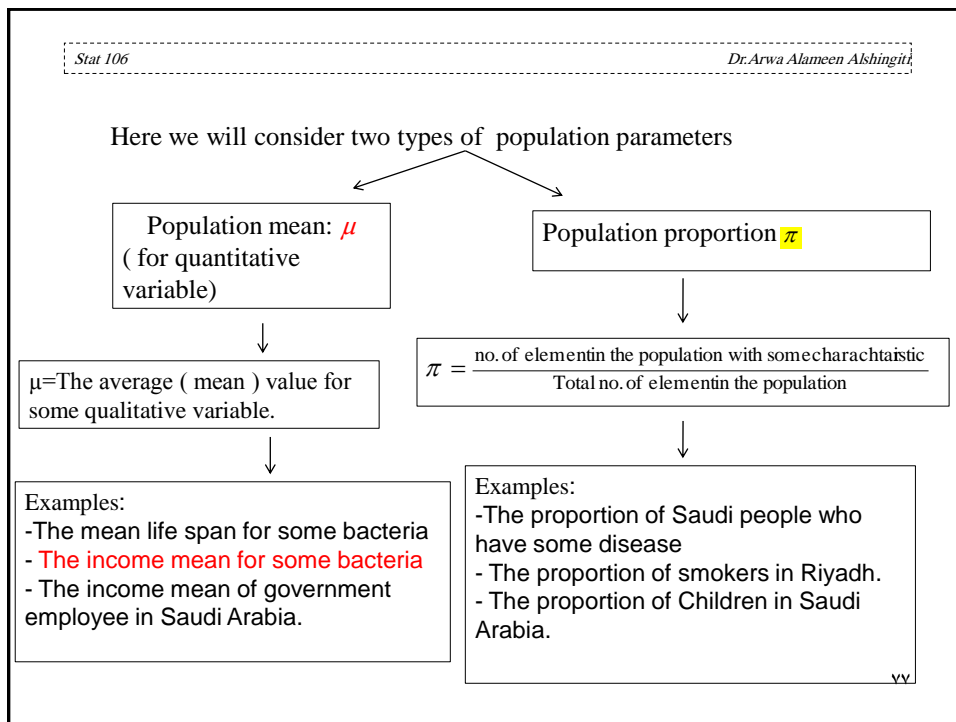 Stat 106 Dr.Arwa Alameen Alshingiti
Here we will consider two types of population parameters
Population mean: μ
( for quantitative
variable)
μ=The average ( mean ) value for
some qualitative variable.
Examples:
-The mean life span for some bacteria
- The income mean for some bacteria
- The income mean of government
employee in Saudi Arabia.
Population proportion π
π = no. of elementin the population with somecharachtaistic
Total no. of elementin the population
Examples:
-The proportion of Saudi people who
have some disease
- The proportion of smokers in Riyadh.
- The proportion of Children in Saudi
Arabia.
٧٧